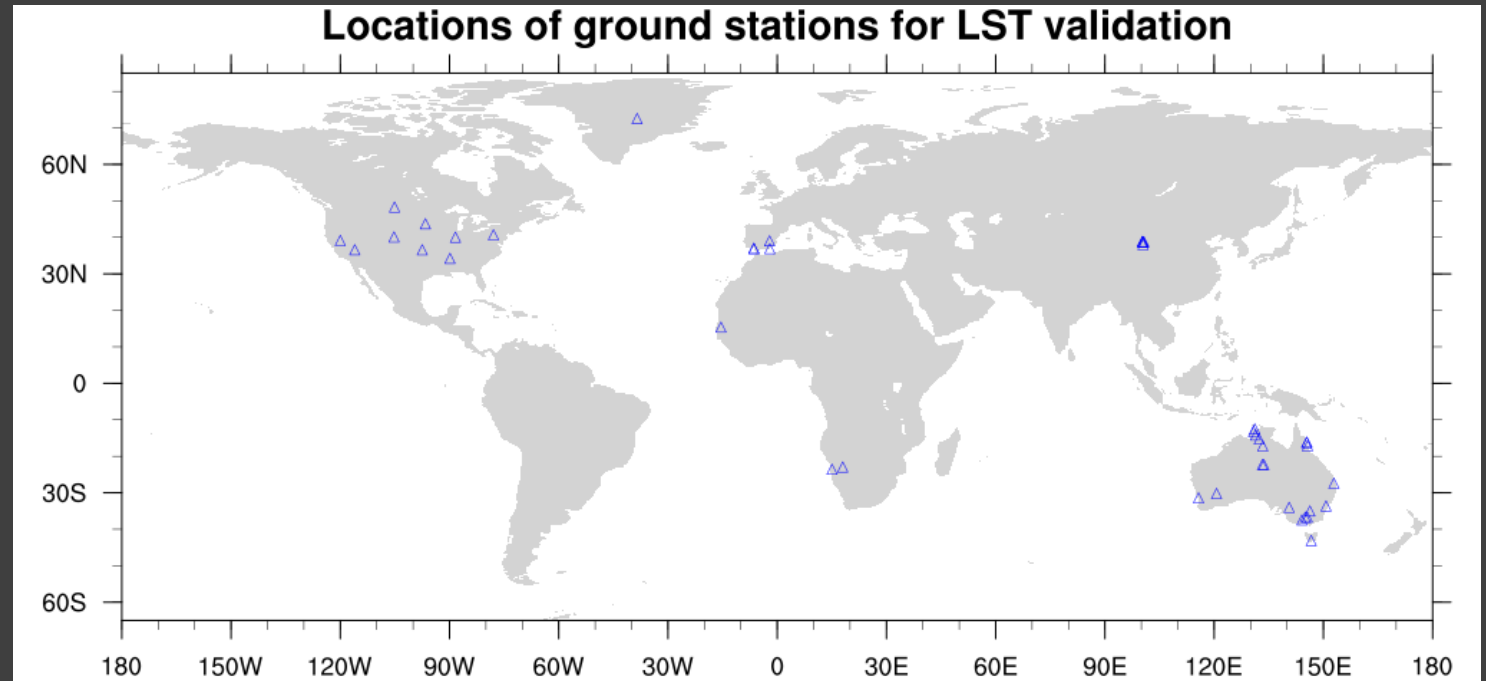 Locations of ground stations for LST validation
60N
30N
0
30S
60S
180 150W 120W 90W 60W 30W 0 30E 60E 90E 120E 150E 180